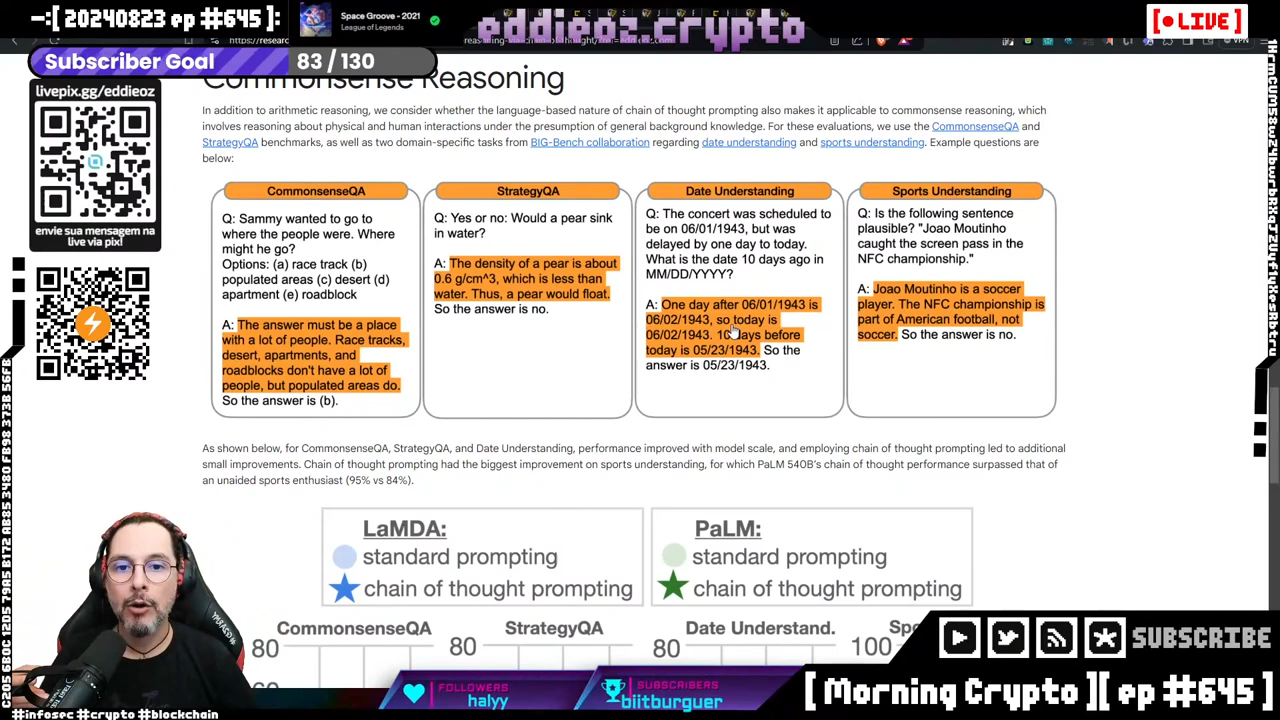 —:[ 20240823 ep #645 ]:
Space Groove - 2021
League of Legends
eddieoz.crypto
[ LIVE ]
Subscriber Goal 83 / 130
livepix.gg/eddieoz
envie sua mensagem na
live via pix!
Commonsense Reasoning
In addition to arithmetic reasoning, we consider whether the language-based nature of chain of thought prompting also makes it applicable to commonsense reasoning, which
involves reasoning about physical and human interactions under the presumption of general background knowledge. For these evaluations, we use the CommonsenseQA and
StrategyQA benchmarks, as well as two domain-specific tasks from BIG-Bench collaboration regarding date understanding and sports understanding. Example questions are
below:
CommonsenseQA
Q: Sammy wanted to go to
where the people were. Where
might he go?
Options: (a) race track (b)
populated areas (c) desert (d)
apartment (e) roadblock
A: The answer must be a place
with a lot of people. Race tracks,
desert, apartments, and
roadblocks don't have a lot of
people, but populated areas do.
So the answer is (b).
StrategyQA
Q: Yes or no: Would a pear sink
in water?
A: The density of a pear is about
0.6 g/cm^3, which is less than
water. Thus, a pear would float.
So the answer is no.
Date Understanding
Q: The concert was scheduled to
be on 06/01/1943, but was
delayed by one day to today.
What is the date 10 days ago in
MM/DD/YYYY?
A: One day after 06/01/1943 is
06/02/1943, so today is
06/02/1943. 10 days before
today is 05/23/1943. So the
answer is 05/23/1943.
Sports Understanding
Q: Is the following sentence
plausible? "Joao Moutinho
caught the screen pass in the
NFC championship."
A: Joao Moutinho is a soccer
player. The NFC championship is
part of American football, not
soccer. So the answer is no.
As shown below, for CommonsenseQA, StrategyQA, and Date Understanding, performance improved with model scale, and employing chain of thought prompting led to additional
small improvements. Chain of thought prompting had the biggest improvement on sports understanding, for which PaLM 540B's chain of thought performance surpassed that of
an unaided sports enthusiast (95% vs 84%).
LaMDA:
standard prompting
chain of thought prompting
PaLM:
standard prompting
chain of thought prompting
CommonsenseQA
80
StrategyQA
80
Date Understand.
80
100
SUBSCRIBE
FOLLOWERS
halyy
SUBSCRIBERS
biitburguer
[ Morning Crypto ][ ep #645 ]
#infosec #crypto #blockchain
C205 6B0C 12D5 79A5 B172 AB85 3480 FB98 373B 56FB